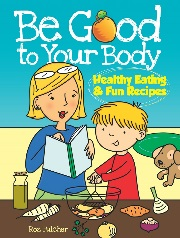 Be Good
to Your Body
Healthy Eating
& Fun Recipes
Roz Fulcher